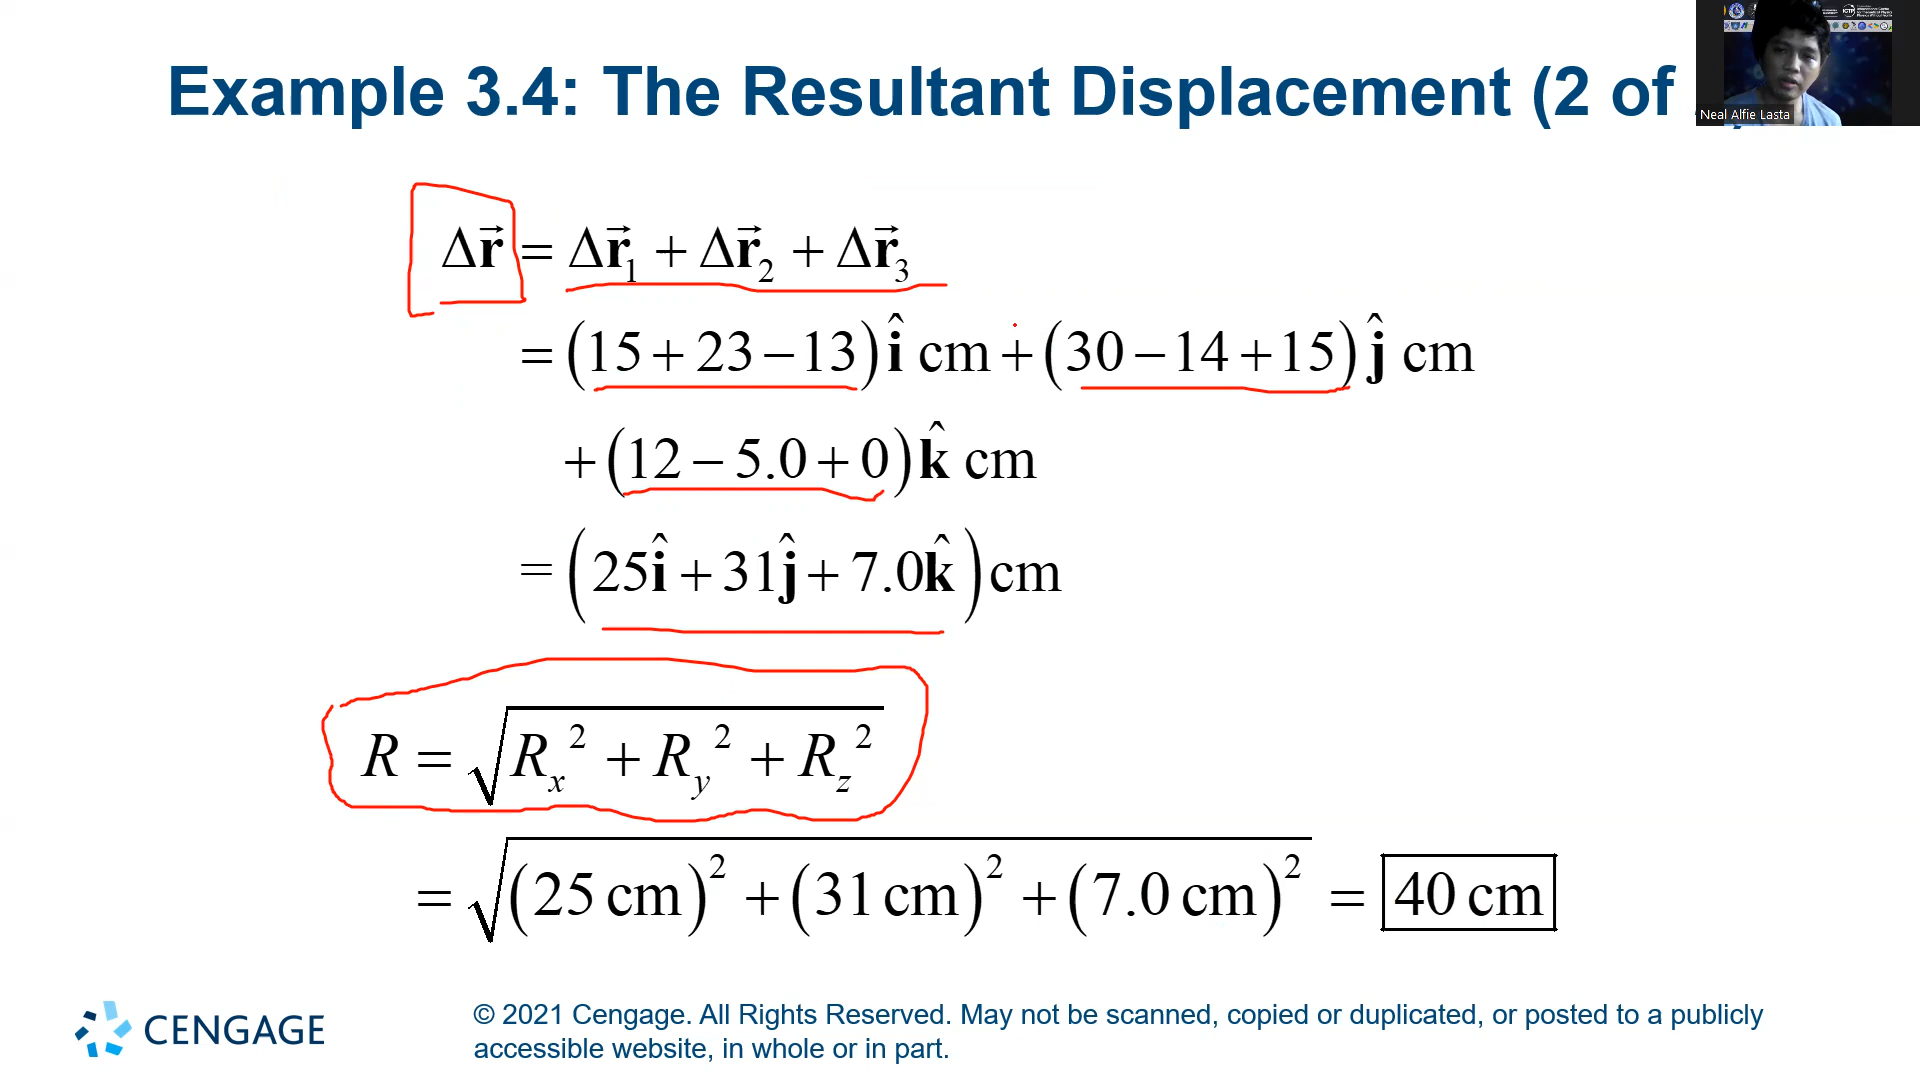 Example 3.4: The Resultant Displacement (2 of
Neal Alfie Lasta
Δr⃗ = Δr⃗₁ + Δr⃗₂ + Δr⃗₃
= (15 + 23 − 13) î cm + (30 − 14 + 15) ĵ cm
+ (12 − 5.0 + 0) k̂ cm
= (25î + 31ĵ + 7.0k̂) cm
R = √(Rₓ² + R_y² + R_z²)
= √((25 cm)² + (31 cm)² + (7.0 cm)²) = 40 cm
CENGAGE
© 2021 Cengage. All Rights Reserved. May not be scanned, copied or duplicated, or posted to a publicly
accessible website, in whole or in part.